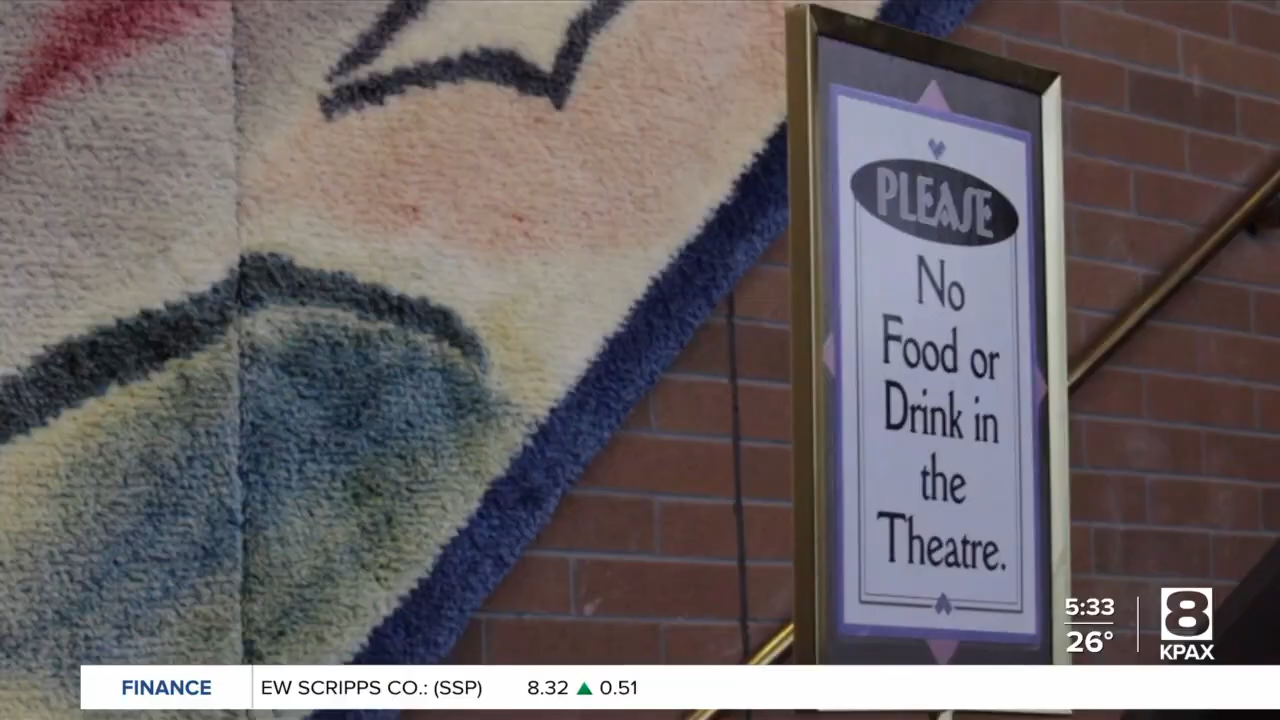 PLEASE
No
Food or
Drink in
the
Theatre.
5:33
26°
8
KPAX
FINANCE
EW SCRIPPS CO.: (SSP) 8.32 ▲ 0.51